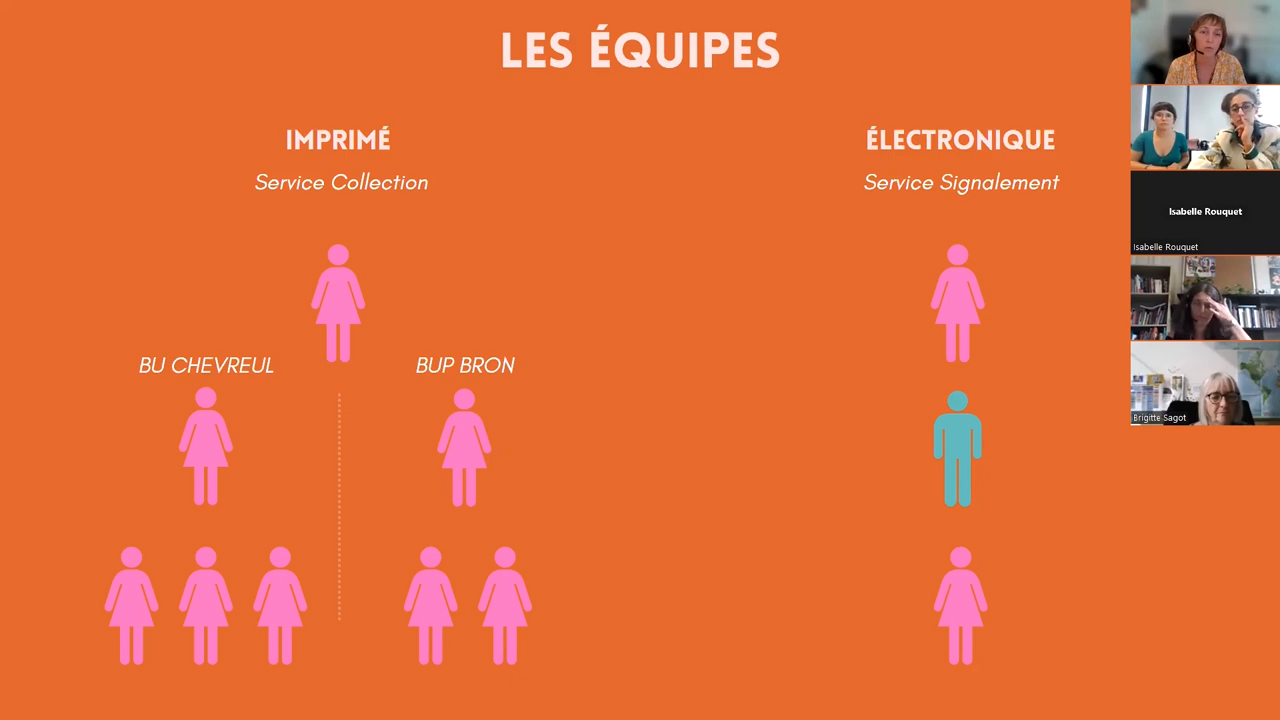 LES ÉQUIPES
IMPRIMÉ
Service Collection
BU CHEVREUL
BUP BRON
ÉLECTRONIQUE
Service Signalement
Isabelle Rouquet
Isabelle Rouquet
Brigitte Sagot